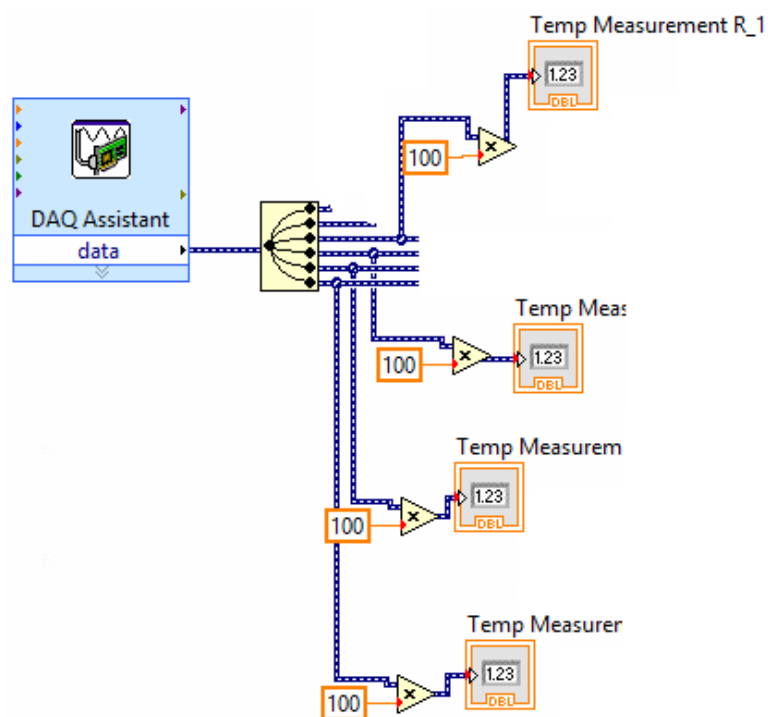 Temp Measurement R_1
1.23
DBL
100
DAQ Assistant
data
Temp Meas
1.23
DBL
100
Temp Measurem
1.23
DBL
100
Temp Measurer
1.23
DBL
100